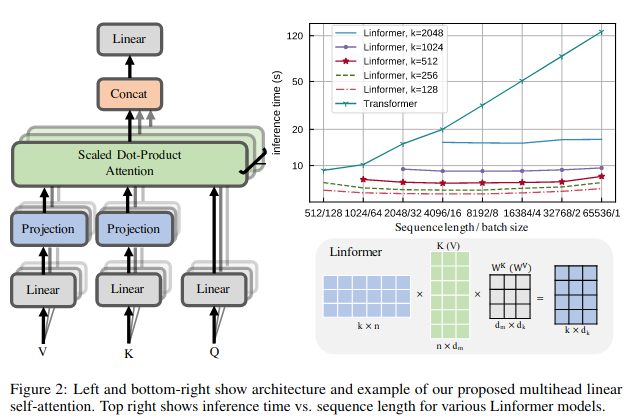 Linear
Concat
Scaled Dot-Product
Attention
Projection
Projection
Linear
Linear
Linear
V
K
Q
inference time (s)
120
50
20
10
Linformer, k=2048
Linformer, k=1024
Linformer, k=512
Linformer, k=256
Linformer, k=128
Transformer
512/128 1024/64 2048/32 4096/16 8192/8 16384/4 32768/2 65536/1
Sequence length / batch size
Linformer
K (V)
W^K (W^V)
×
×
=
k × n
n × d_m
d_m × d_k
k × d_k
Figure 2: Left and bottom-right show architecture and example of our proposed multihead linear
self-attention. Top right shows inference time vs. sequence length for various Linformer models.